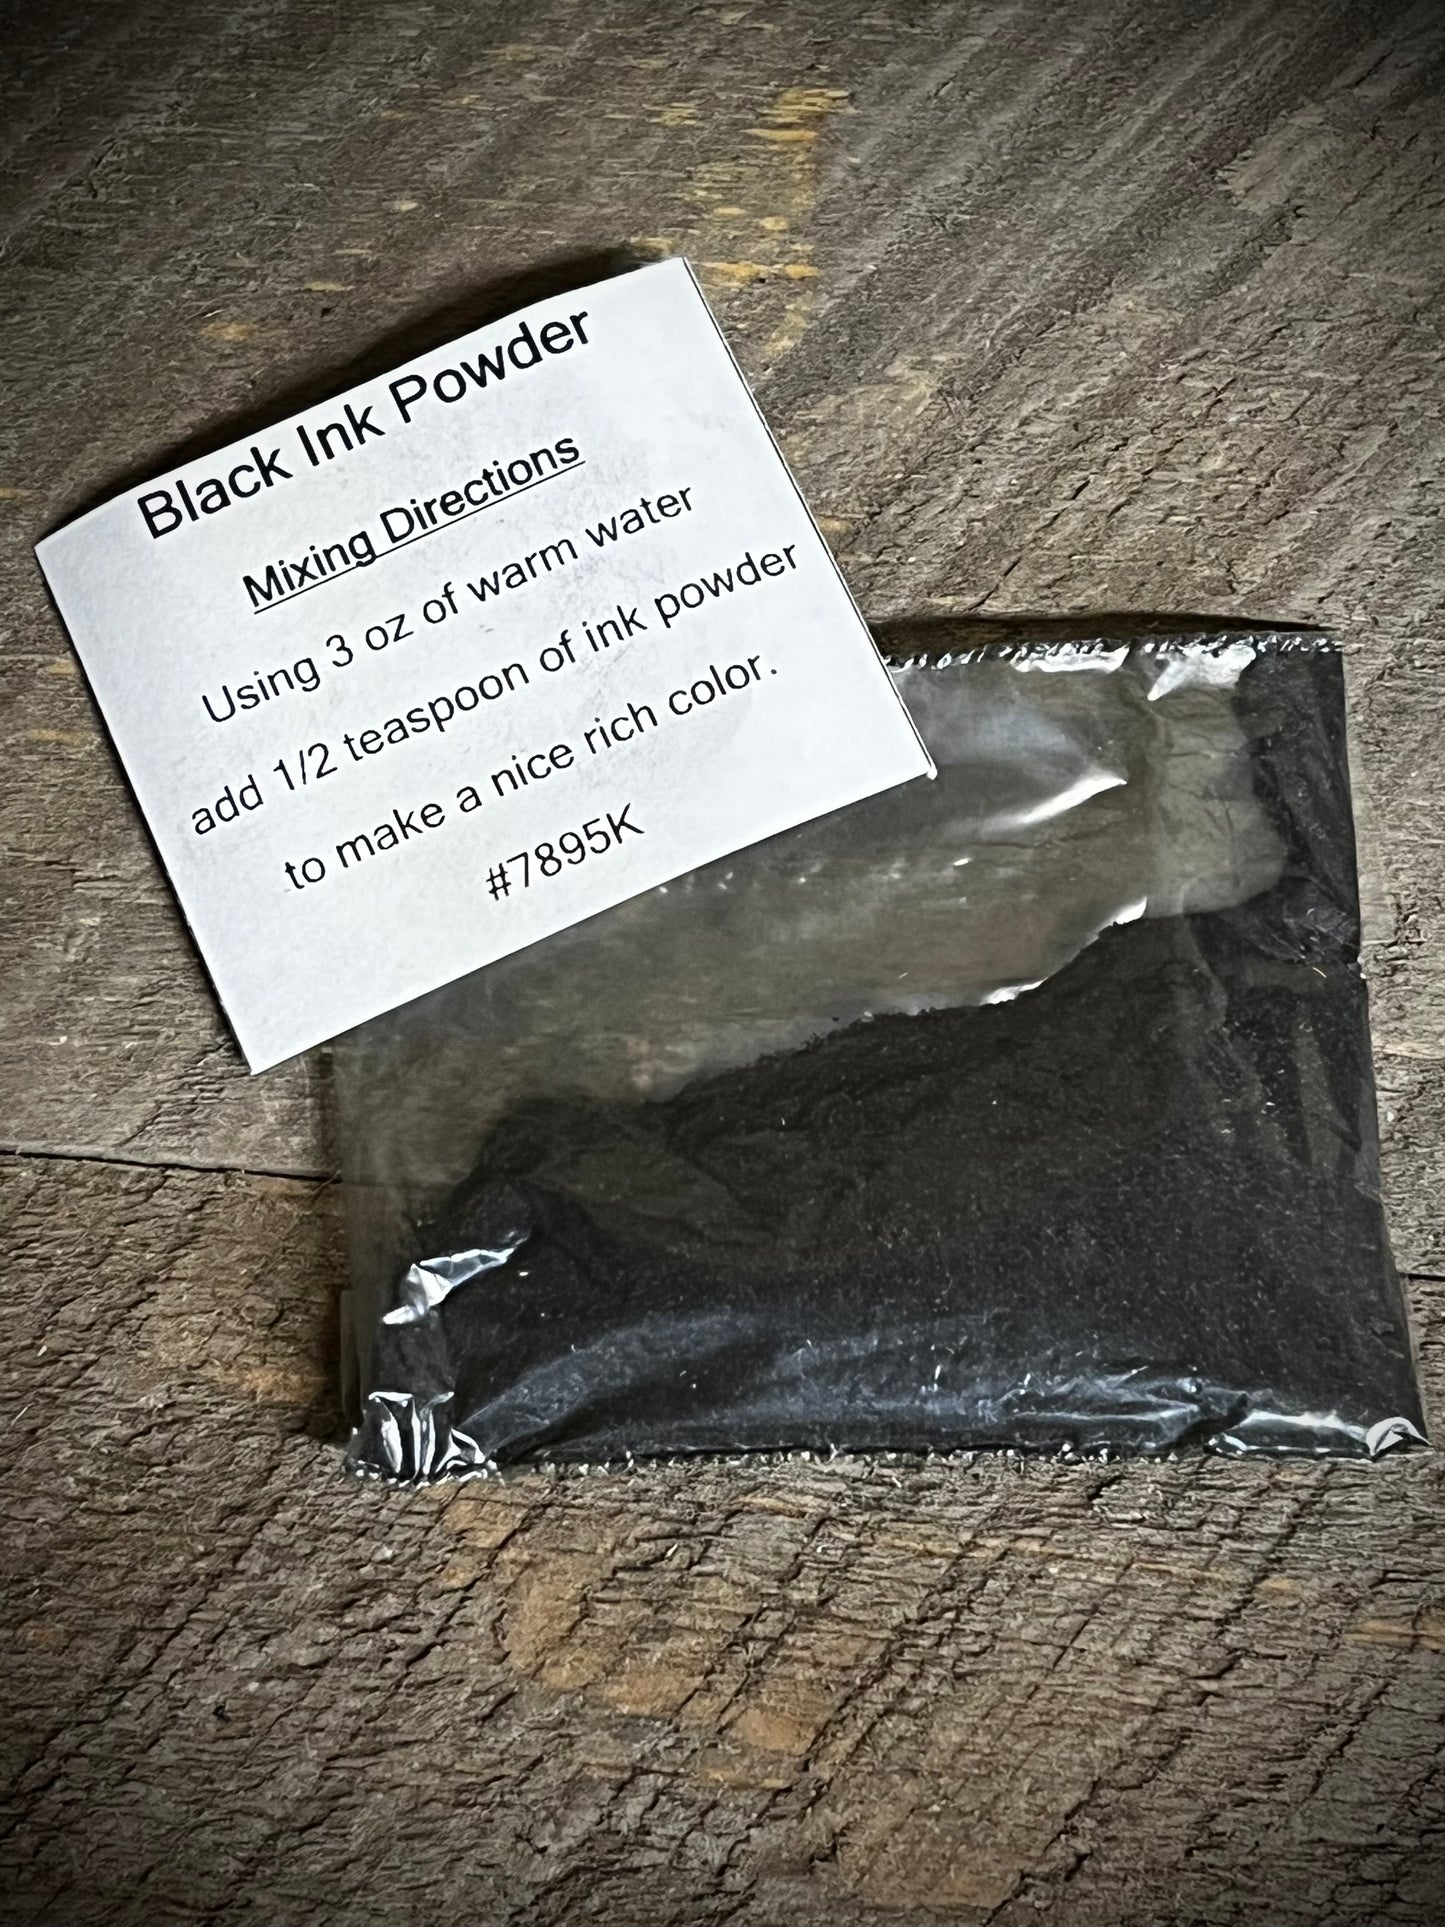 Black Ink Powder
Mixing Directions
Using 3 oz of warm water
add 1/2 teaspoon of ink powder
to make a nice rich color.
#7895K